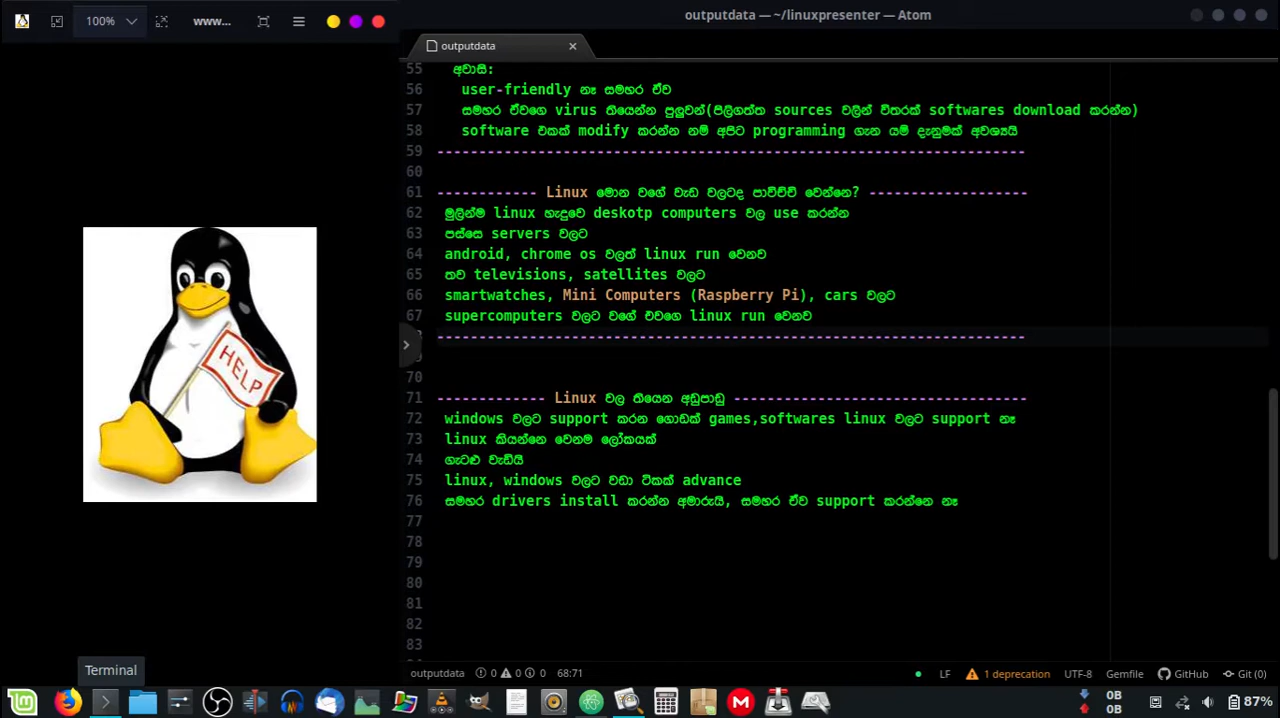 100%
www...
outputdata — ~/linuxpresenter — Atom
outputdata
55 අවාසි:
56 user-friendly නෑ සමහර ඒව
57 සමහර ඒවගෙ virus තියෙන්න පුලුවන්(පිලිගත්ත sources වලින් විතරක් softwares download කරන්න)
58 software එකක් modify කරන්න නම් අපිට programming ගැන යම් දැනුමක් අවශ්‍යයි
59 ------------------------------------------------------------
60
61 ------------ Linux මොන වගේ වැඩ වලටද පාවිච්චි වෙන්නෙ? -------------------
62 මුලින්ම linux හැදුවෙ deskotp computers වල use කරන්න
63 පස්සෙ servers වලට
64 android, chrome os වලත් linux run වෙනව
65 තව televisions, satellites වලට
66 smartwatches, Mini Computers (Raspberry Pi), cars වලට
67 supercomputers වලට වගේ එවගෙ linux run වෙනව
------------------------------------------------------------
70
71 ------------- Linux වල තියෙන අඩුපාඩු -----------------------------------
72 windows වලට support කරන ගොඩක් games,softwares linux වලට support නෑ
73 linux කියන්නෙ වෙනම ලෝකයක්
74 ගැටළු වැඩියි
75 linux, windows වලට වඩා ටිකක් advance
76 සමහර drivers install කරන්න අමාරුයි, සමහර ඒව support කරන්නෙ නෑ
77
78
79
80
81
82
83
HELP
Terminal
outputdata 0 0 0 68:71 LF 1 deprecation UTF-8 Gemfile GitHub Git (0)
0B
0B
87%